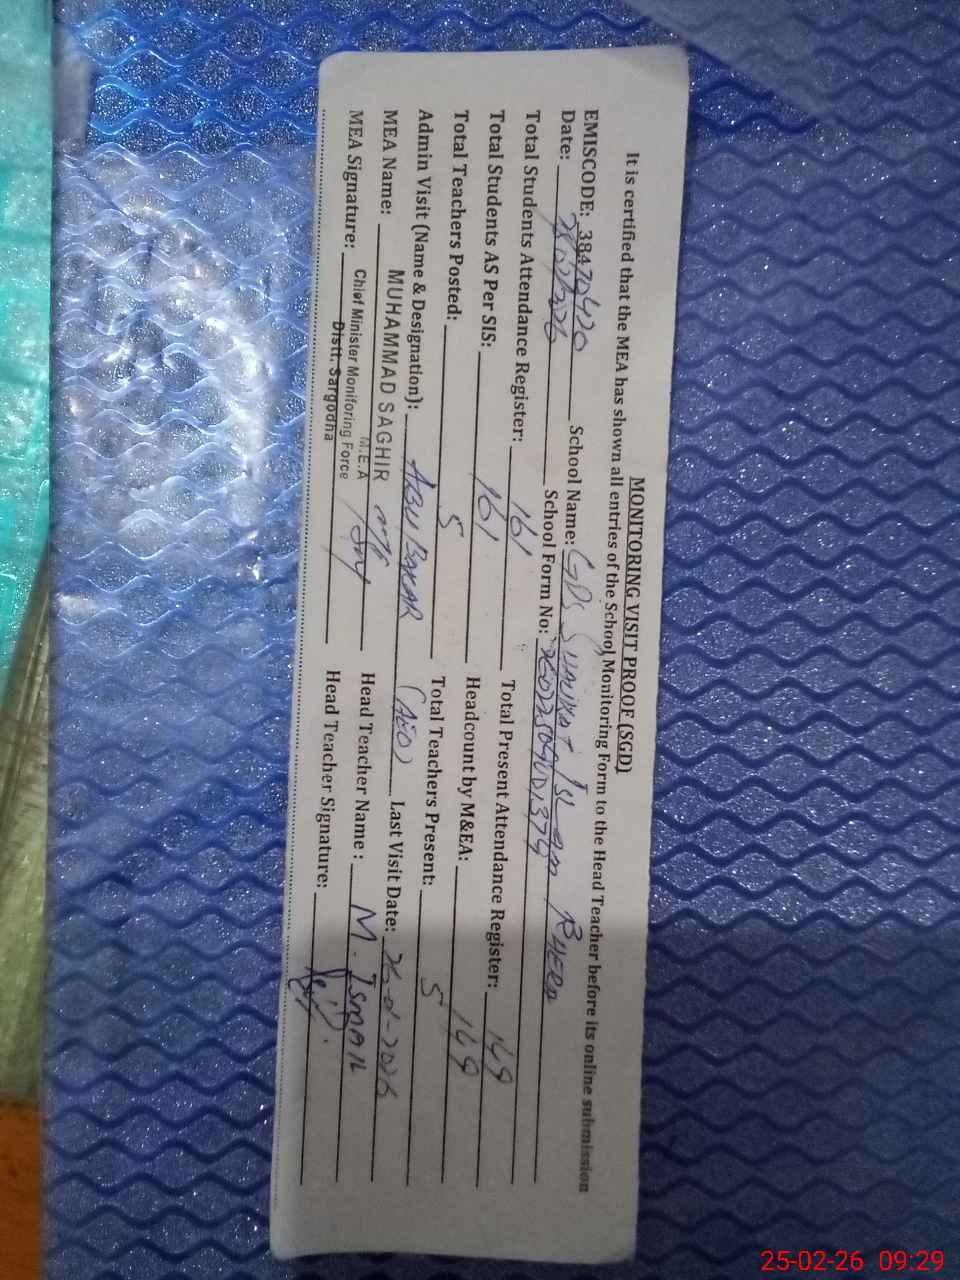 MONITORING VISIT PROOF (SGD)
It is certified that the MEA has shown all entries of the School Monitoring Form to the Head Teacher before its online submission
EMISCODE: 38470420 School Name: GPS
Date: School Form No:
Total Students Attendance Register: 161 Total Present Attendance Register: 149
Total Students AS Per SIS: 161 Headcount by M&EA: 149
Total Teachers Posted: 5 Total Teachers Present: 5
Admin Visit (Name & Designation): ABU BAKAR (AEO) Last Visit Date:
MEA Name: MUHAMMAD SAGHIR Head Teacher Name : M. ISMAIL
M.E.A
MEA Signature: Chief Minister Monitoring Force Head Teacher Signature:
Distt. Sargodha
25-02-26 09:29